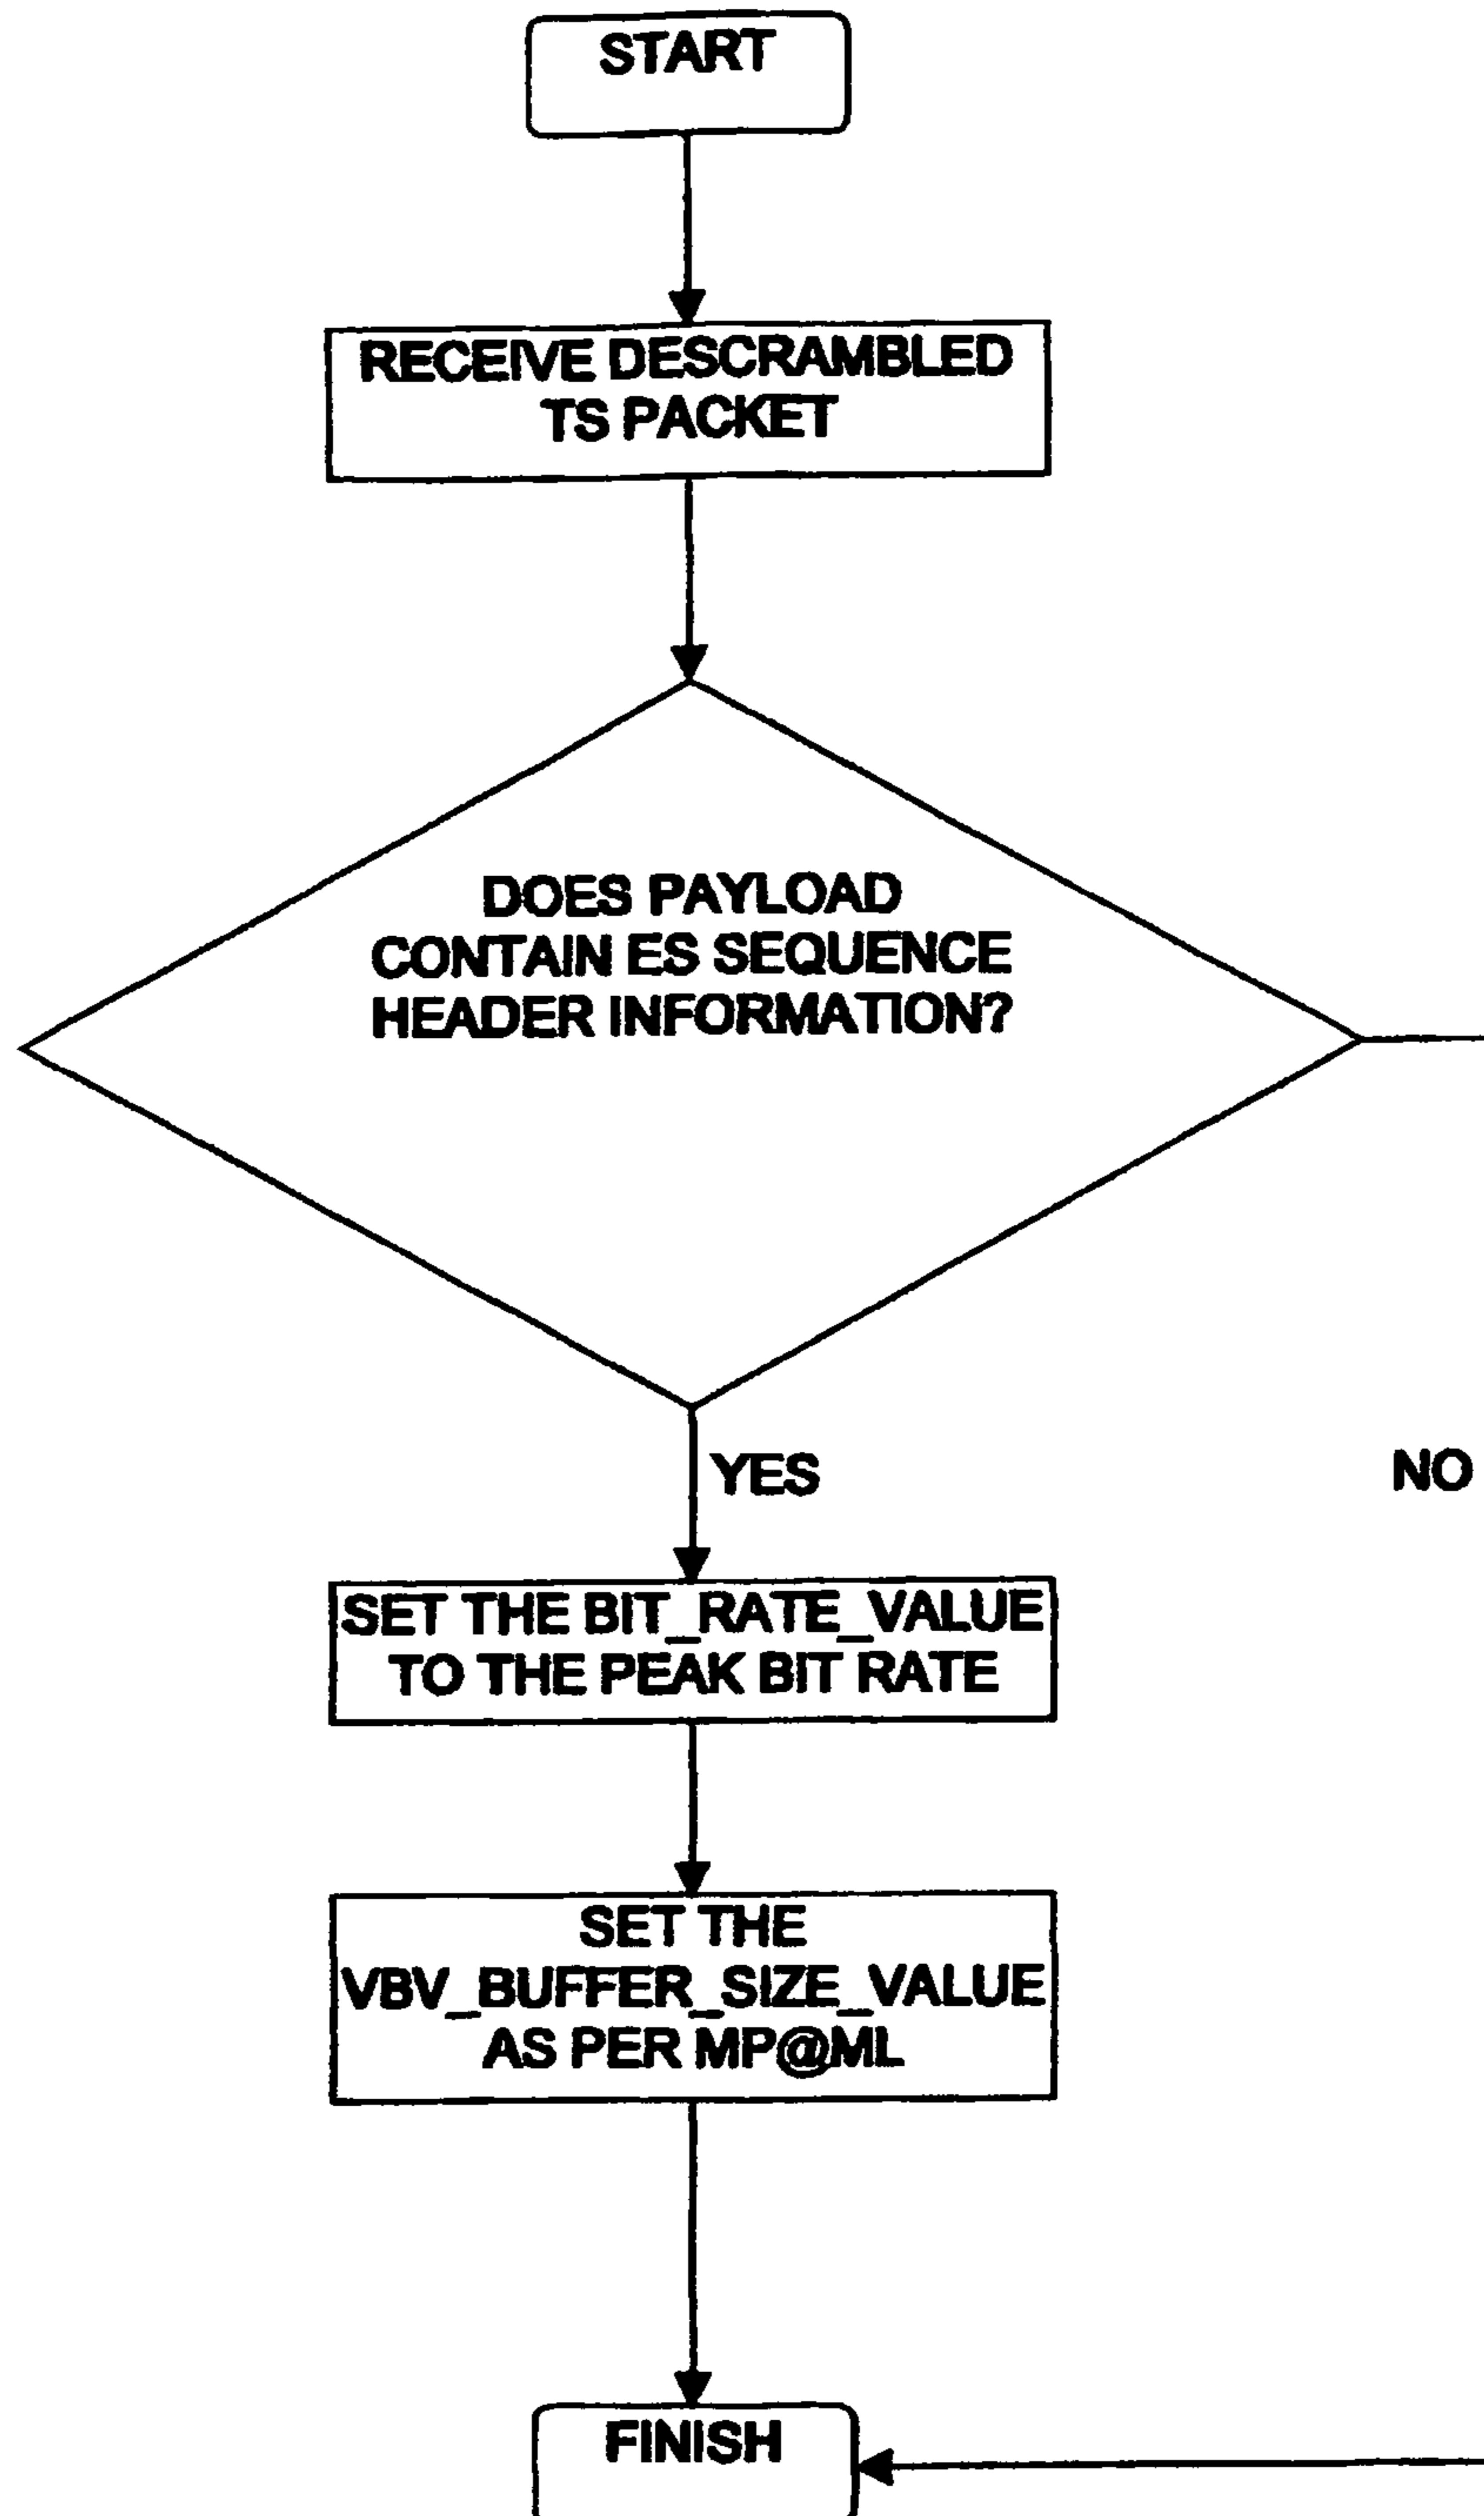 START
RECEIVE DESCRAMBLED
TS PACKET
DOES PAYLOAD
CONTAIN ES SEQUENCE
HEADER INFORMATION?
YES
NO
SET THE BIT_RATE_VALUE
TO THE PEAK BIT RATE
SET THE
VBV_BUFFER_SIZE_VALUE
AS PER MP@ML
FINISH